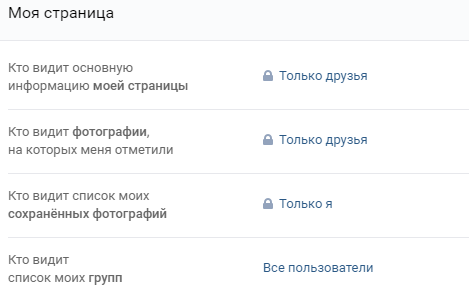 Моя страница
Кто видит основную
информацию моей страницы
Только друзья
Кто видит фотографии,
на которых меня отметили
Только друзья
Кто видит список моих
сохранённых фотографий
Только я
Кто видит
список моих групп
Все пользователи